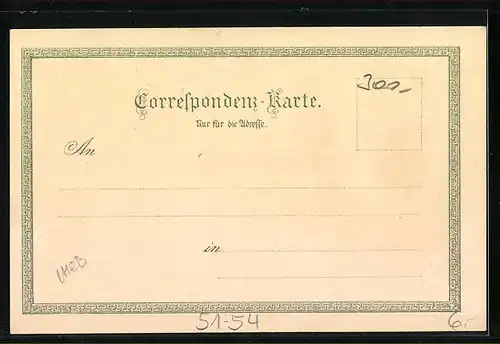 Correſpondenz-Karte.
Nur für die Adreſſe.
300,-
An
in
51-54
6,-